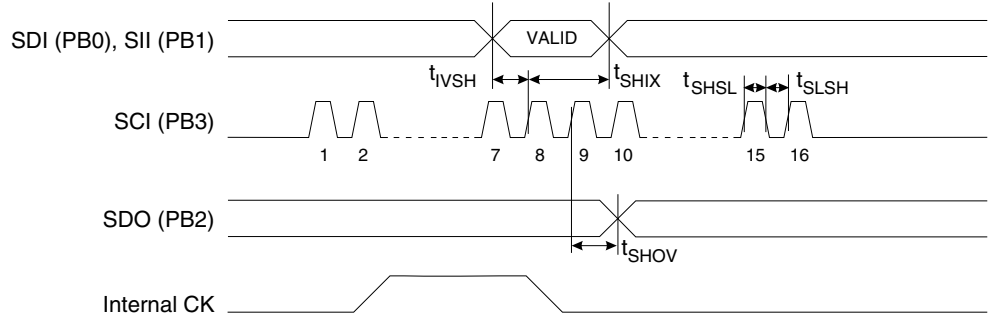 SDI (PB0), SII (PB1)
VALID
tIVSH
tSHIX
tSHSL
tSLSH
SCI (PB3)
1 2 7 8 9 10 15 16
SDO (PB2)
tSHOV
Internal CK